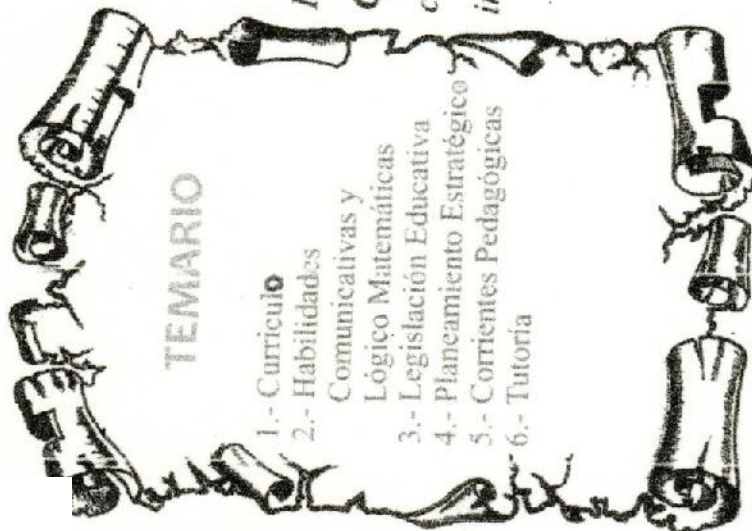 TEMARIO
1.- Curriculo
2.- Habilidades
Comunicativas y
Lógico Matemáticas
3.- Legislación Educativa
4.- Planeamiento Estratégico
5.- Corrientes Pedagógicas
6.- Tutoría